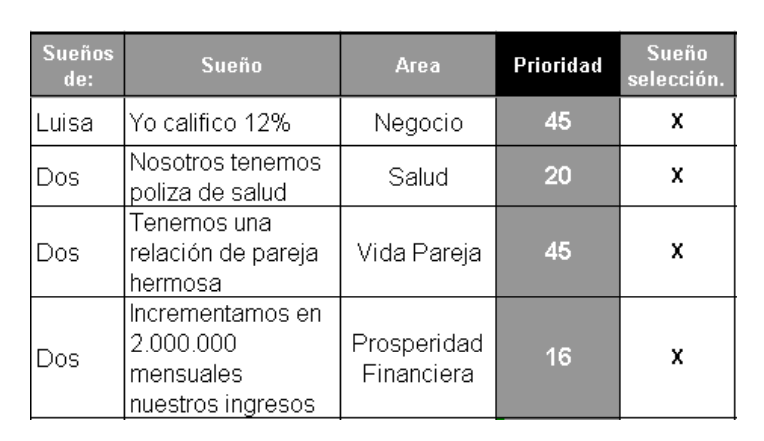 Sueños de: Sueño Area Prioridad Sueño selección.
Luisa Yo califico 12% Negocio 45 X
Dos Nosotros tenemos poliza de salud Salud 20 X
Dos Tenemos una relación de pareja hermosa Vida Pareja 45 X
Dos Incrementamos en 2.000.000 mensuales nuestros ingresos Prosperidad Financiera 16 X